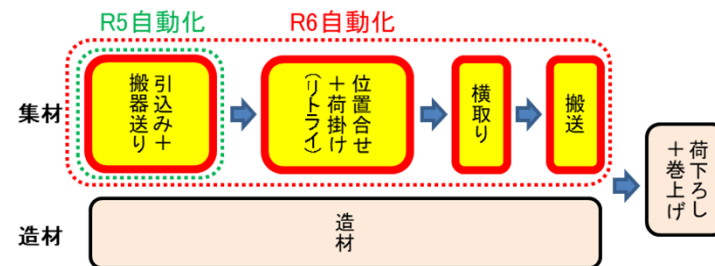 R5自動化
R6自動化
集材
引込み＋
搬器送り
位置合せ
＋荷掛け
（リトライ）
横取り
搬送
荷下ろし
＋巻上げ
造材
造材